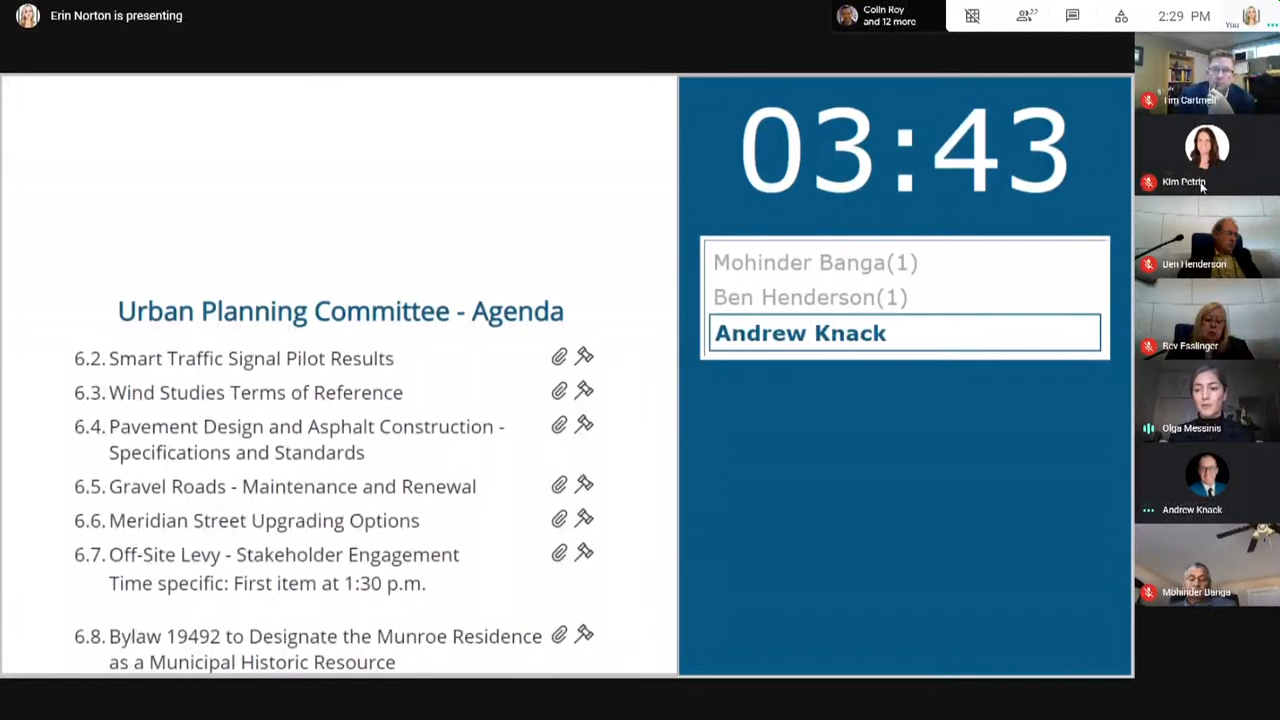 Erin Norton is presenting
Colin Roy
and 12 more
22
2:29 PM
You
Urban Planning Committee - Agenda
6.2. Smart Traffic Signal Pilot Results
6.3. Wind Studies Terms of Reference
6.4. Pavement Design and Asphalt Construction -
Specifications and Standards
6.5. Gravel Roads - Maintenance and Renewal
6.6. Meridian Street Upgrading Options
6.7. Off-Site Levy - Stakeholder Engagement
Time specific: First item at 1:30 p.m.
6.8. Bylaw 19492 to Designate the Munroe Residence
as a Municipal Historic Resource
03:43
Mohinder Banga(1)
Ben Henderson(1)
Andrew Knack
Tim Cartmell
Kim Petrin
Ben Henderson
Bev Esslinger
Olga Messinis
Andrew Knack
Mohinder Banga